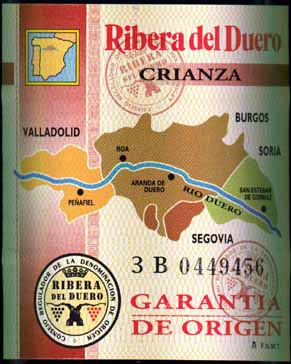 Ribera del Duero
CRIANZA
RIBERA
VALLADOLID
BURGOS
SORIA
ROA
ARANDA DE
DUERO
PEÑAFIEL
RIO DUERO
SAN ESTEBAN
DE GORMAZ
SEGOVIA
3 B 0449456
CONSEJO REGULADOR DE LA DENOMINACION DE ORIGEN
RIBERA
DEL DUERO
GARANTIA
DE ORIGEN